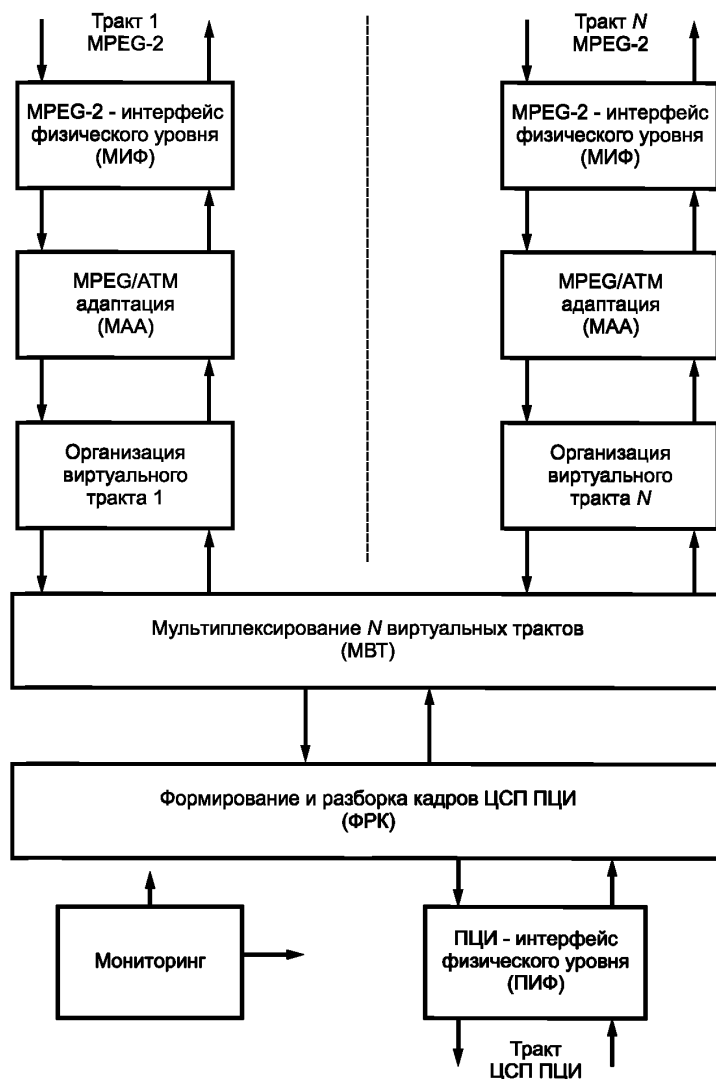 Тракт 1
MPEG-2
Тракт N
MPEG-2
MPEG-2 - интерфейс
физического уровня
(МИФ)
MPEG-2 - интерфейс
физического уровня
(МИФ)
MPEG/ATM
адаптация
(МАА)
MPEG/ATM
адаптация
(МАА)
Организация
виртуального
тракта 1
Организация
виртуального
тракта N
Мультиплексирование N виртуальных трактов
(МВТ)
Формирование и разборка кадров ЦСП ПЦИ
(ФРК)
Мониторинг
ПЦИ - интерфейс
физического уровня
(ПИФ)
Тракт
ЦСП ПЦИ